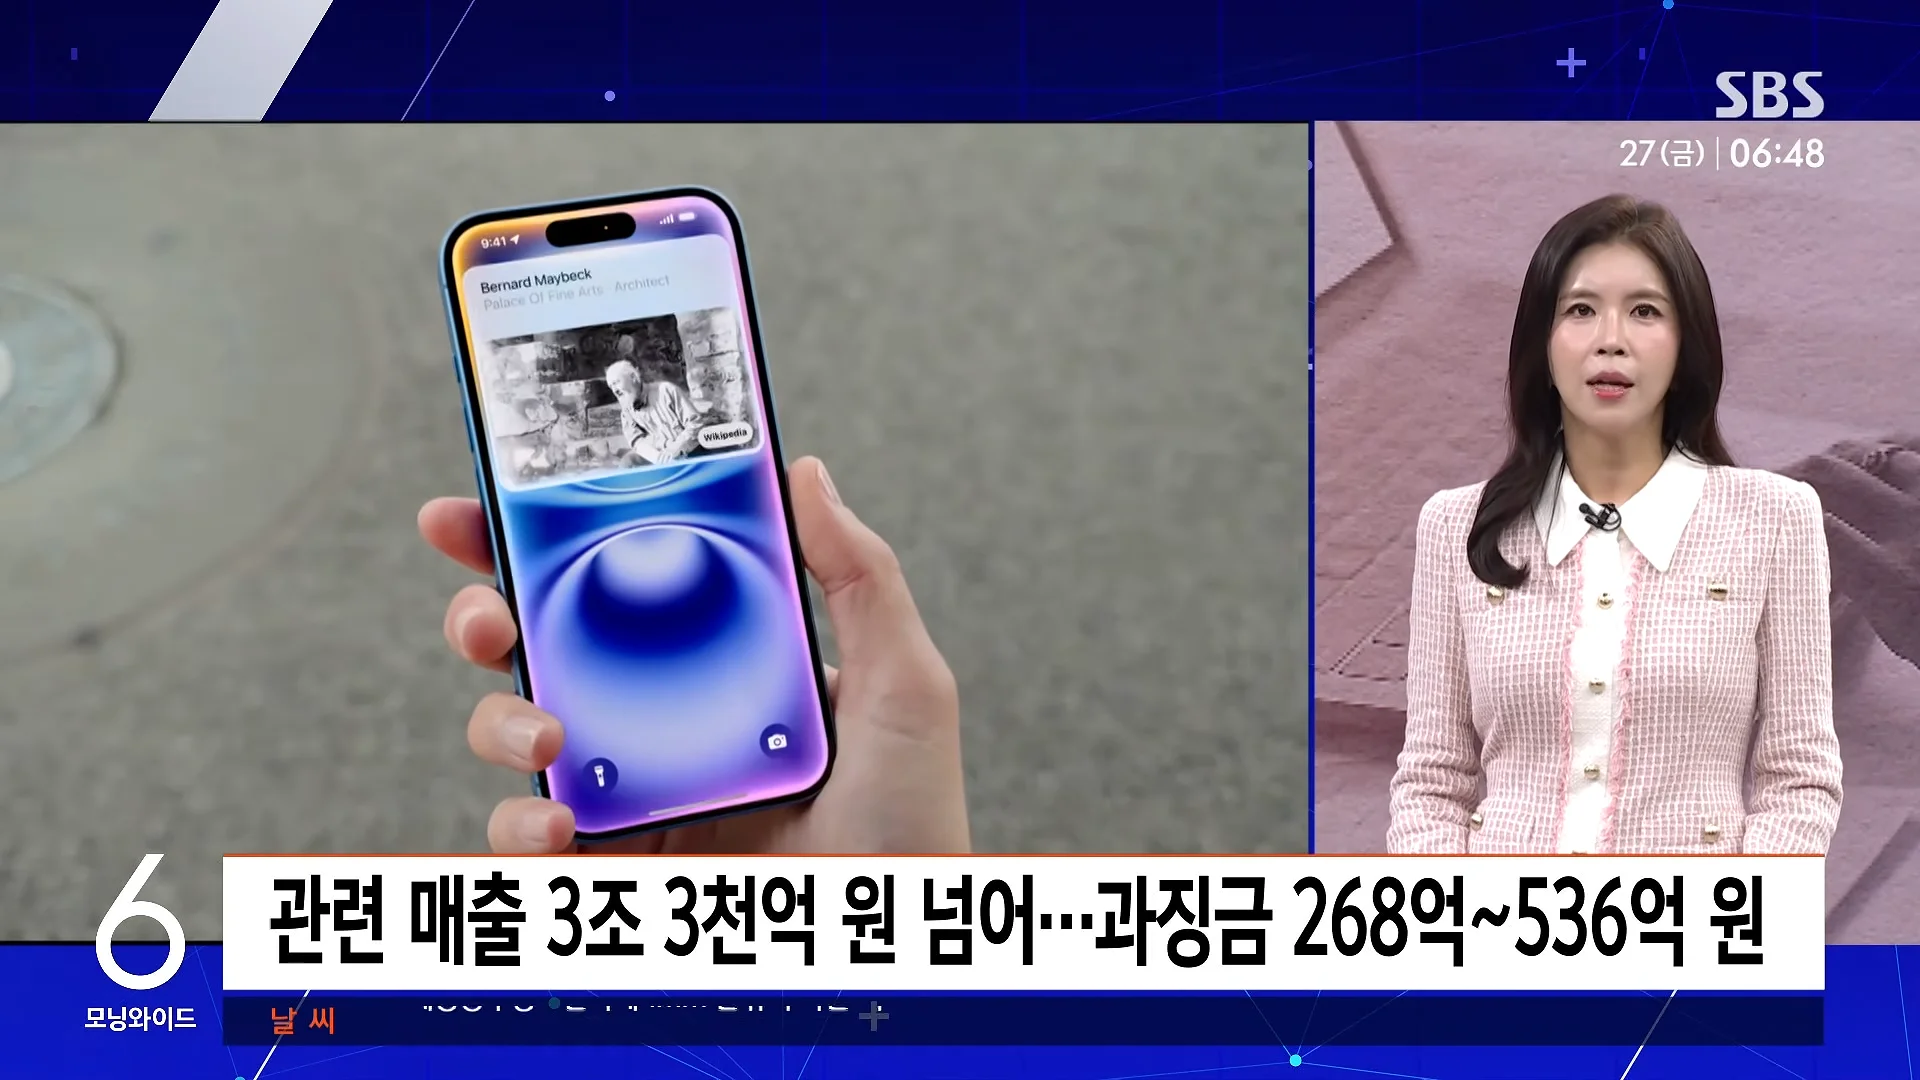 SBS
27(금) | 06:48
9:41
Bernard Maybeck
Palace Of Fine Arts · Architect
Wikipedia
관련 매출 3조 3천억 원 넘어…과징금 268억~536억 원
6
모닝와이드
날씨